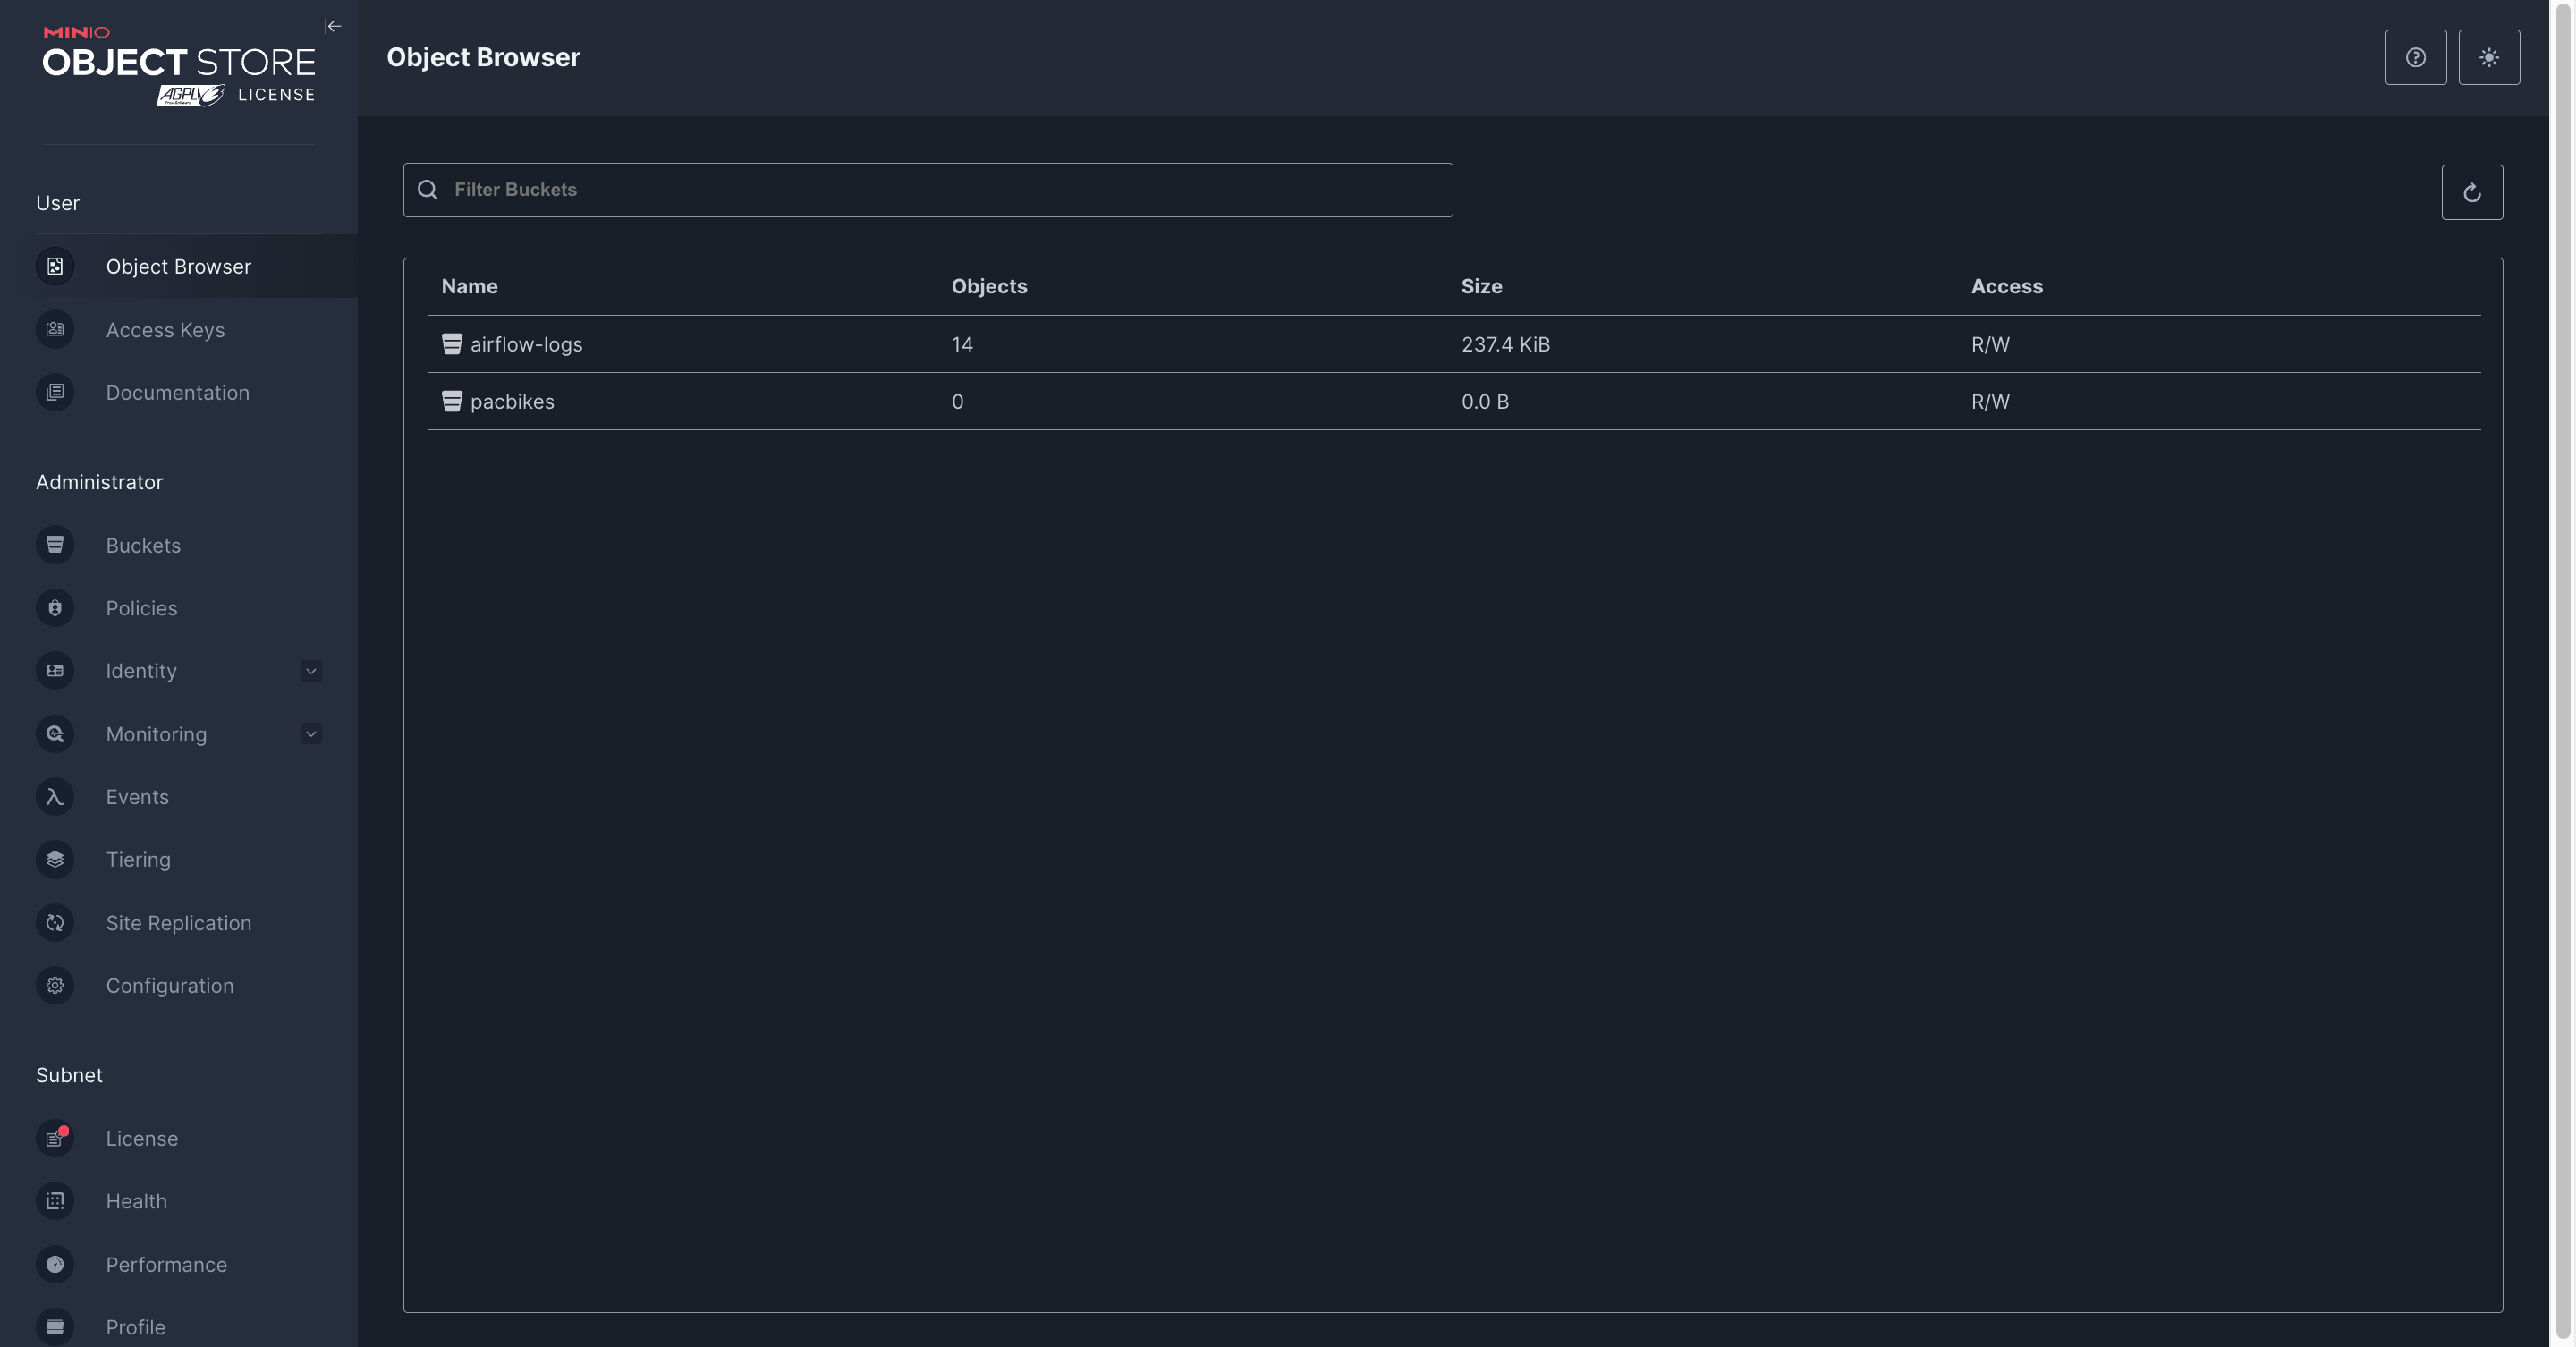 MINIO
OBJECT STORE
AGPL LICENSE
User
Object Browser
Access Keys
Documentation
Administrator
Buckets
Policies
Identity
Monitoring
Events
Tiering
Site Replication
Configuration
Subnet
License
Health
Performance
Profile
Object Browser
Filter Buckets
Name Objects Size Access
airflow-logs 14 237.4 KiB R/W
pacbikes 0 0.0 B R/W